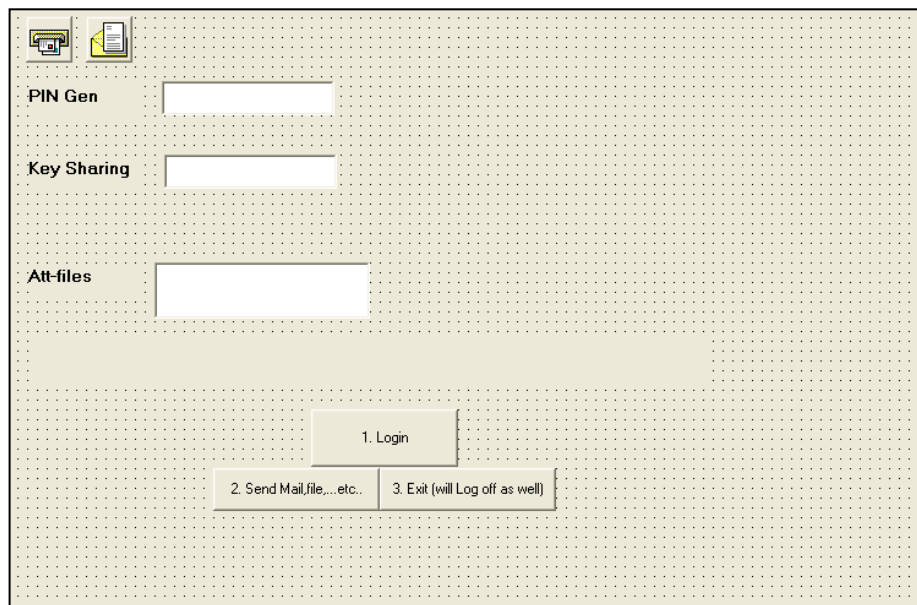 PIN Gen
Key Sharing
Att-files
1. Login
2. Send Mail,file,...etc.. 3. Exit (will Log off as well)